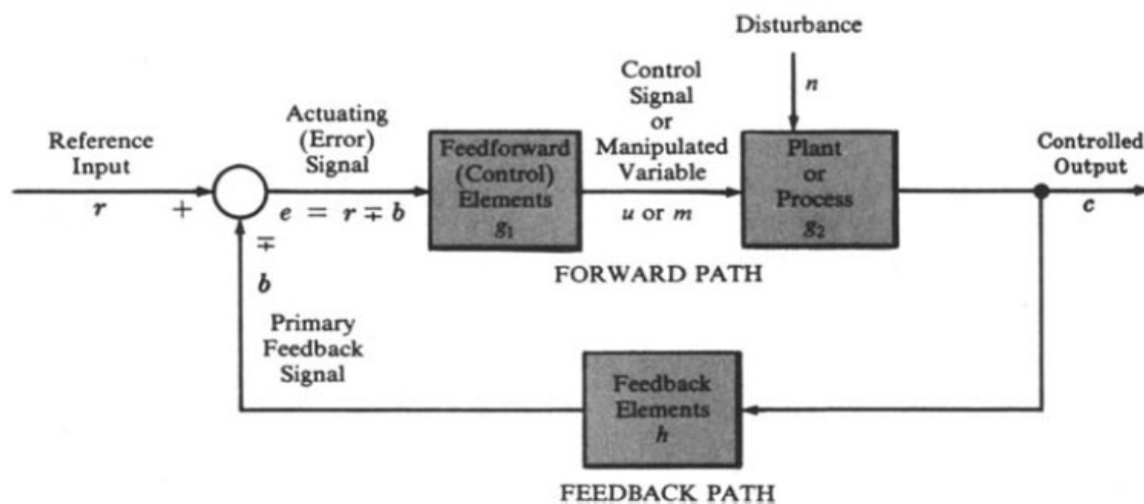 Disturbance
n
Control
Signal
or
Manipulated
Variable
u or m
Actuating
(Error)
Signal
e = r ∓ b
Reference
Input
r
+
∓
b
Feedforward
(Control)
Elements
g₁
Plant
or
Process
g₂
Controlled
Output
c
FORWARD PATH
Primary
Feedback
Signal
Feedback
Elements
h
FEEDBACK PATH